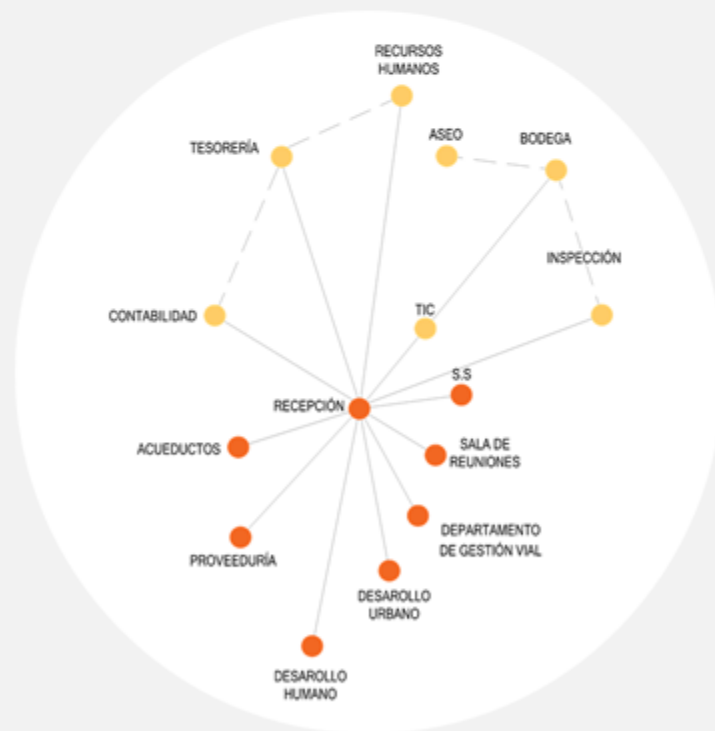 RECURSOS
HUMANOS
ASEO
BODEGA
TESORERÍA
INSPECCIÓN
CONTABILIDAD
TIC
S.S
RECEPCIÓN
ACUEDUCTOS
SALA DE
REUNIONES
DEPARTAMENTO
DE GESTIÓN VIAL
PROVEEDURÍA
DESAROLLO
URBANO
DESAROLLO
HUMANO